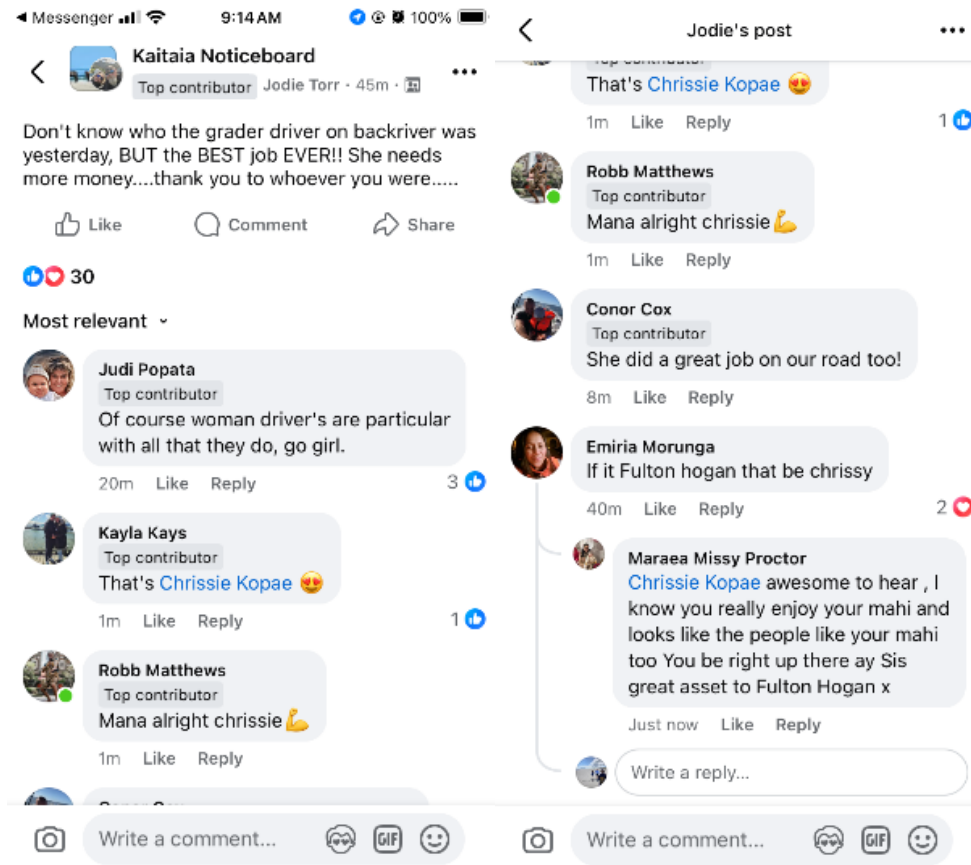 Messenger
9:14 AM
100%
Kaitaia Noticeboard
Top contributor Jodie Torr · 45m ·
Don't know who the grader driver on backriver was
yesterday, BUT the BEST job EVER!! She needs
more money....thank you to whoever you were.....
Like Comment Share
30
Most relevant
Judi Popata
Top contributor
Of course woman driver's are particular
with all that they do, go girl.
20m Like Reply 3
Kayla Kays
Top contributor
That's Chrissie Kopae 😍
1m Like Reply 1
Robb Matthews
Top contributor
Mana alright chrissie💪
1m Like Reply
Write a comment... GIF
Jodie's post
That's Chrissie Kopae 😍
1m Like Reply 1
Robb Matthews
Top contributor
Mana alright chrissie💪
1m Like Reply
Conor Cox
Top contributor
She did a great job on our road too!
8m Like Reply
Emiria Morunga
If it Fulton hogan that be chrissy
40m Like Reply 2
Maraea Missy Proctor
Chrissie Kopae awesome to hear , I
know you really enjoy your mahi and
looks like the people like your mahi
too You be right up there ay Sis
great asset to Fulton Hogan x
Just now Like Reply
Write a reply...
Write a comment... GIF